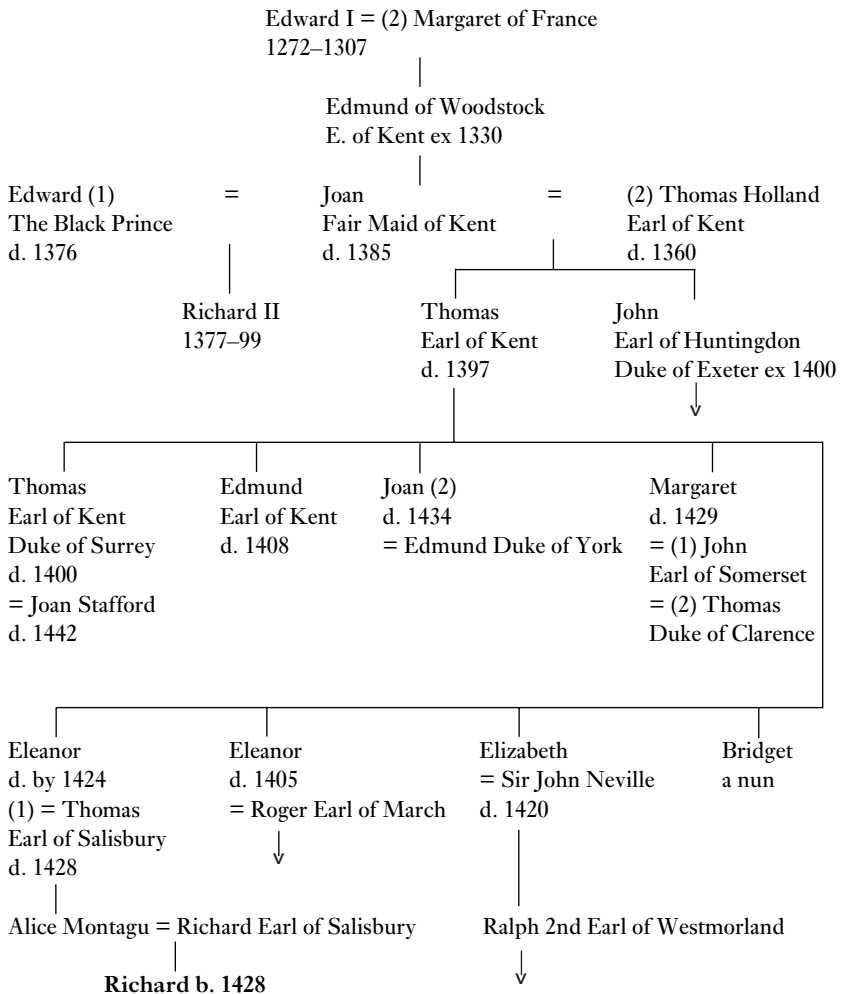 Edward I = (2) Margaret of France
1272–1307
Edmund of Woodstock
E. of Kent ex 1330
Edward (1)
The Black Prince
d. 1376
=
Joan
Fair Maid of Kent
d. 1385
=
(2) Thomas Holland
Earl of Kent
d. 1360
Richard II
1377–99
Thomas
Earl of Kent
d. 1397
John
Earl of Huntingdon
Duke of Exeter ex 1400
Thomas
Earl of Kent
Duke of Surrey
d. 1400
= Joan Stafford
d. 1442
Edmund
Earl of Kent
d. 1408
Joan (2)
d. 1434
= Edmund Duke of York
Margaret
d. 1429
= (1) John
Earl of Somerset
= (2) Thomas
Duke of Clarence
Eleanor
d. by 1424
(1) = Thomas
Earl of Salisbury
d. 1428
Eleanor
d. 1405
= Roger Earl of March
Elizabeth
= Sir John Neville
d. 1420
Bridget
a nun
Alice Montagu = Richard Earl of Salisbury
Ralph 2nd Earl of Westmorland
Richard b. 1428